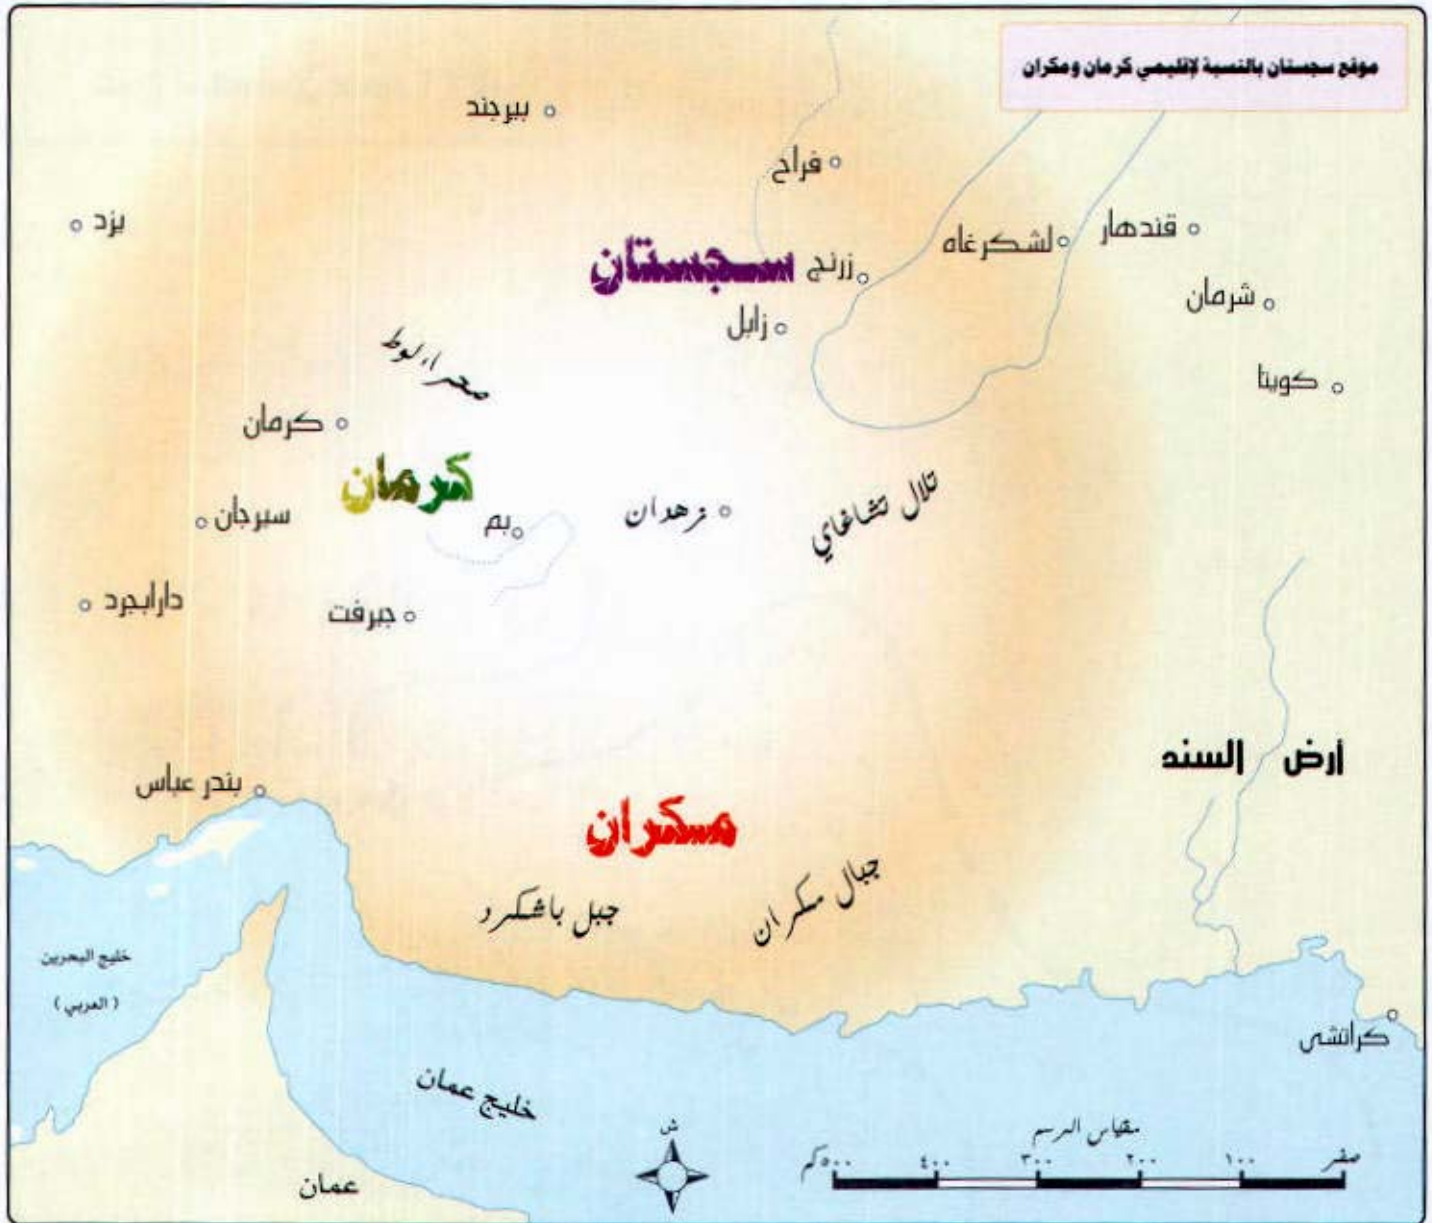 موقع سجستان بالنسبة لإقليمي كرمان ومكران
بيرجند
فراح
يزد
قندهار
لشكرغاه
سجستان
زرنج
شرمان
زابل
صحراء لوط
كويتا
كرمان
كرمان
تلال تشاغاي
زهدان
سيرجان
بم
دارابجرد
جيرفت
أرض السند
بندر عباس
مكران
جبال مكران
جبل باشكرد
خليج البحرين
(العربي)
كراتشي
خليج عمان
ش
مقياس الرسم
صفر ١٠٠ ٢٠٠ ٣٠٠ ٤٠٠ ٥٠٠كم
عمان